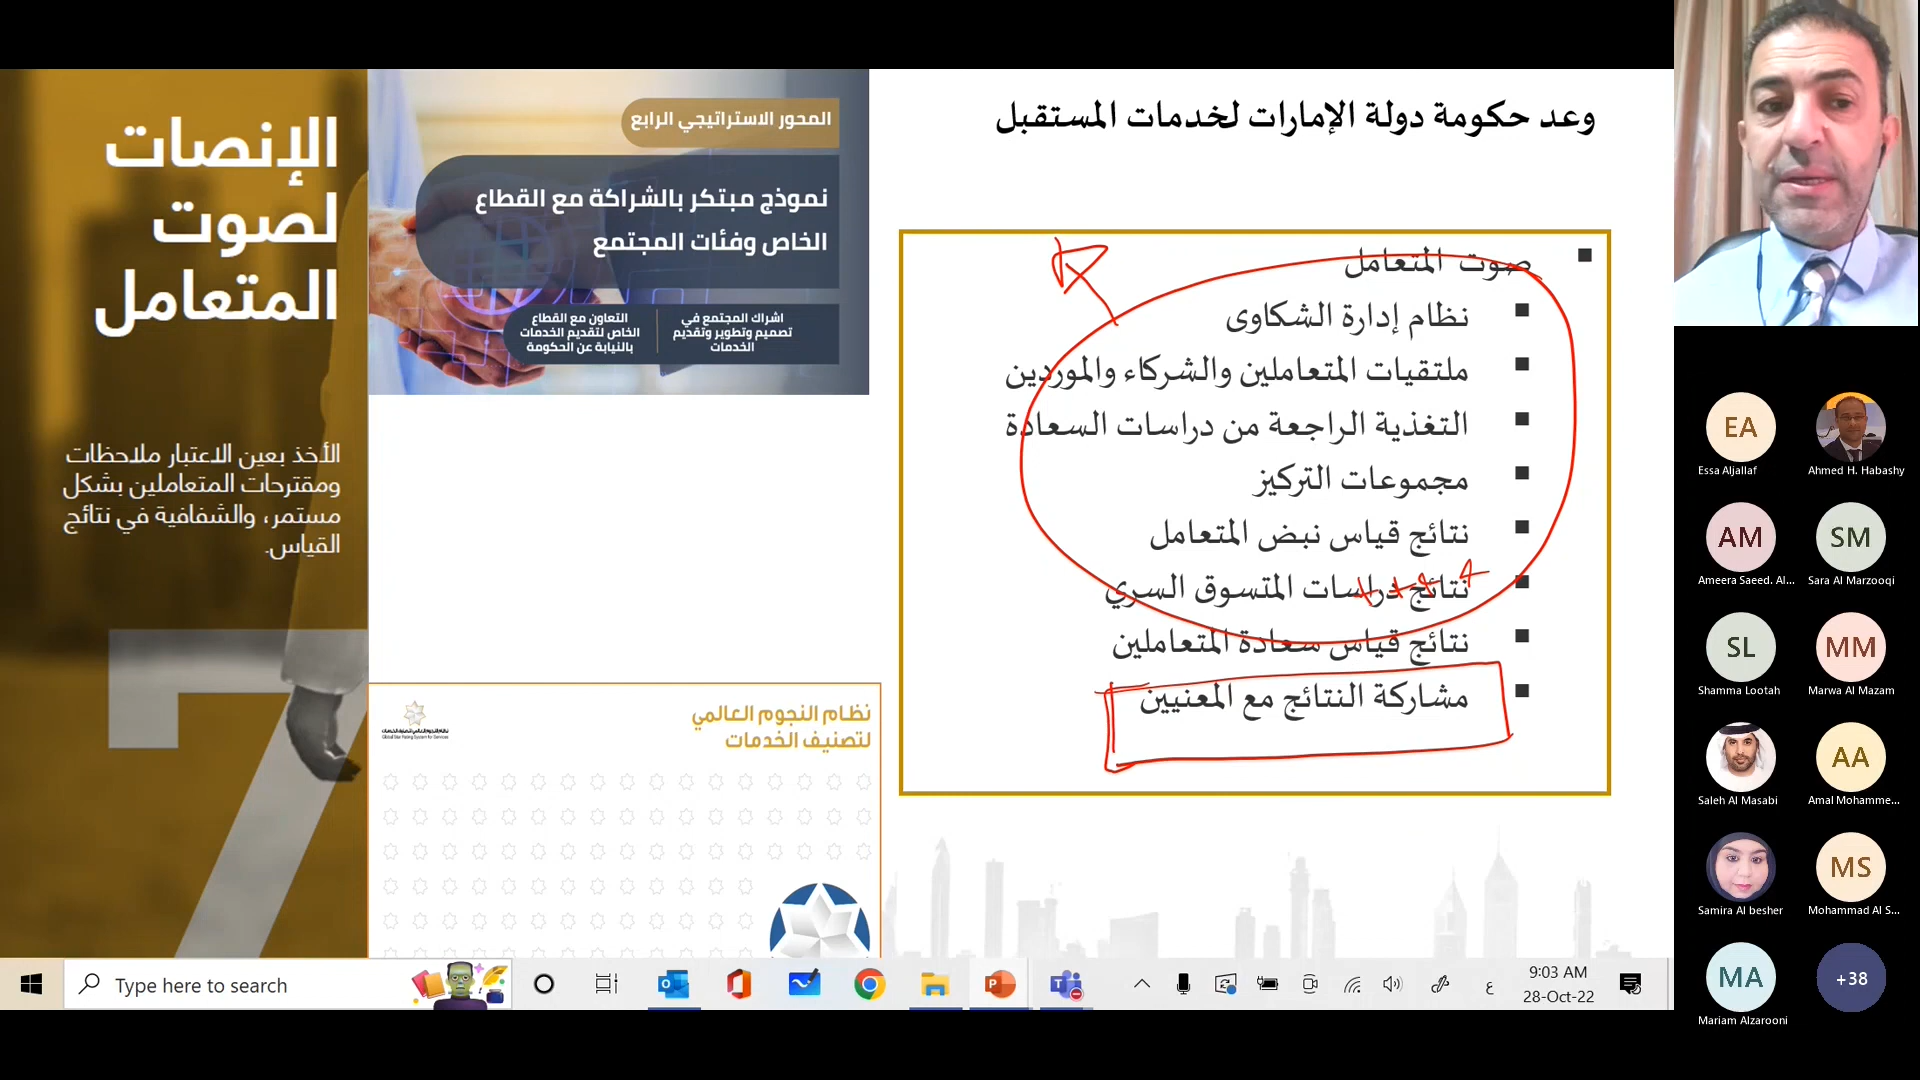 وعد حكومة دولة الإمارات لخدمات المستقبل
صوت المتعامل
نظام إدارة الشكاوى
ملتقيات المتعاملين والشركاء والموردين
التغذية الراجعة من دراسات السعادة
مجموعات التركيز
نتائج قياس نبض المتعامل
نتائج دراسات المتسوق السري
نتائج قياس سعادة المتعاملين
مشاركة النتائج مع المعنيين
المحور الاستراتيجي الرابع
نموذج مبتكر بالشراكة مع القطاع
الخاص وفئات المجتمع
اشراك المجتمع في
تصميم وتطوير وتقديم
الخدمات
التعاون مع القطاع
الخاص لتقديم الخدمات
بالنيابة عن الحكومة
نظام النجوم العالمي
لتصنيف الخدمات
الإنصات
لصوت
المتعامل
الأخذ بعين الاعتبار ملاحظات
ومقترحات المتعاملين بشكل
مستمر، والشفافية في نتائج
القياس.
7
EA
Essa Aljallaf
Ahmed H. Habashy
AM
Ameera Saeed. Al...
SM
Sara Al Marzooqi
SL
Shamma Lootah
MM
Marwa Al Mazam
Saleh Al Masabi
AA
Amal Mohamme...
Samira Al besher
MS
Mohammad Al S...
MA
Mariam Alzarooni
+38
Type here to search
ع
9:03 AM
28-Oct-22